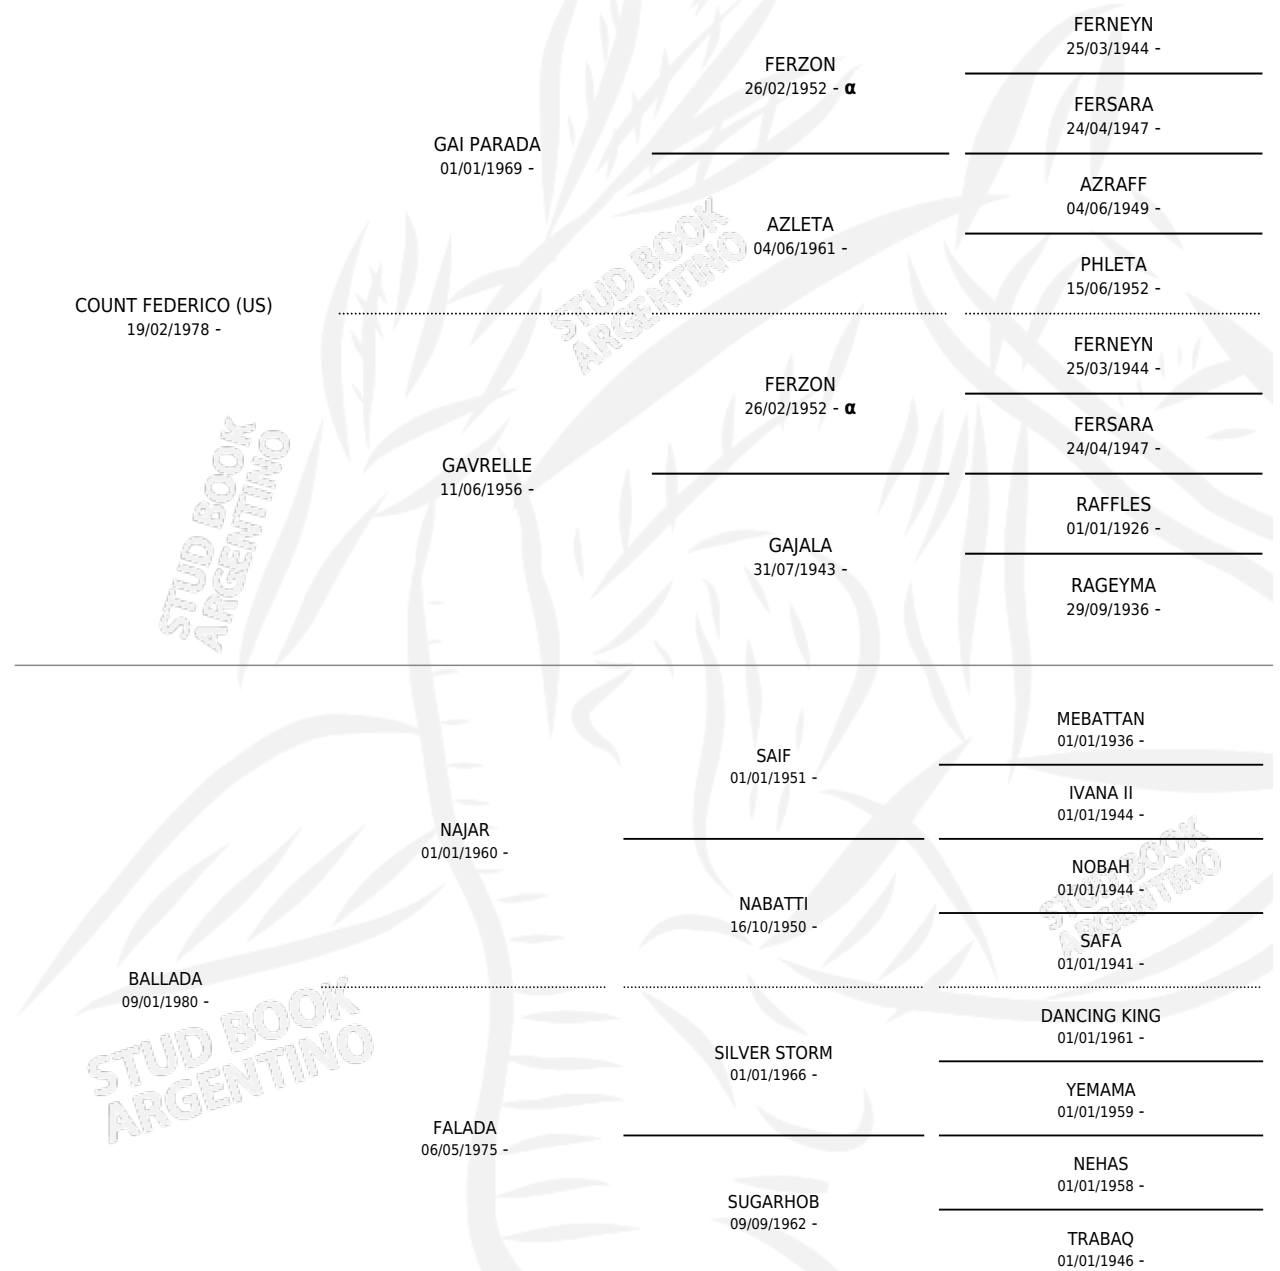 FERNEYN
25/03/1944 -
FERZON
26/02/1952 - α
FERSARA
24/04/1947 -
GAI PARADA
01/01/1969 -
AZRAFF
04/06/1949 -
AZLETA
04/06/1961 -
PHLETA
15/06/1952 -
COUNT FEDERICO (US)
19/02/1978 -
STUD BOOK
ARGENTINO
FERNEYN
25/03/1944 -
FERZON
26/02/1952 - α
FERSARA
24/04/1947 -
GAVRELLE
11/06/1956 -
RAFFLES
01/01/1926 -
GAJALA
31/07/1943 -
RAGEYMA
29/09/1936 -
STUD BOOK
ARGENTINO
MEBATTAN
01/01/1936 -
SAIF
01/01/1951 -
IVANA II
01/01/1944 -
NAJAR
01/01/1960 -
NOBAH
01/01/1944 -
NABATTI
16/10/1950 -
SAFA
01/01/1941 -
STUD BOOK
ARGENTINO
BALLADA
09/01/1980 -
DANCING KING
01/01/1961 -
SILVER STORM
01/01/1966 -
YEMAMA
01/01/1959 -
STUD BOOK
ARGENTINO
FALADA
06/05/1975 -
NEHAS
01/01/1958 -
SUGARHOB
09/09/1962 -
TRABAQ
01/01/1946 -